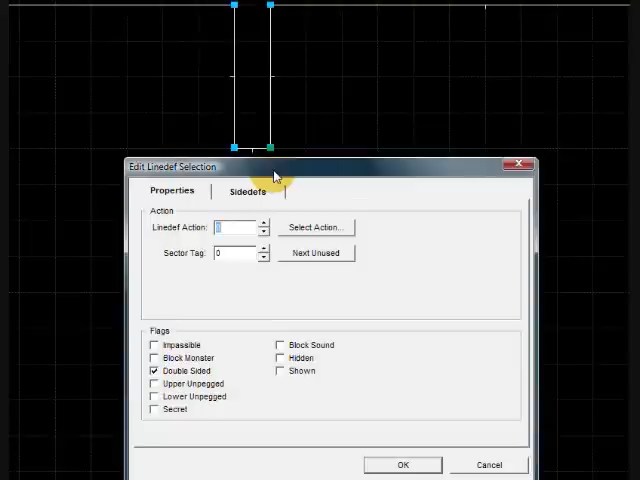 Edit Linedef Selection
Properties
Sidedefs
Action
Linedef Action:
Select Action...
Sector Tag: 0
Next Unused
Flags
Impassible
Block Sound
Block Monster
Hidden
Double Sided
Shown
Upper Unpegged
Lower Unpegged
Secret
OK
Cancel